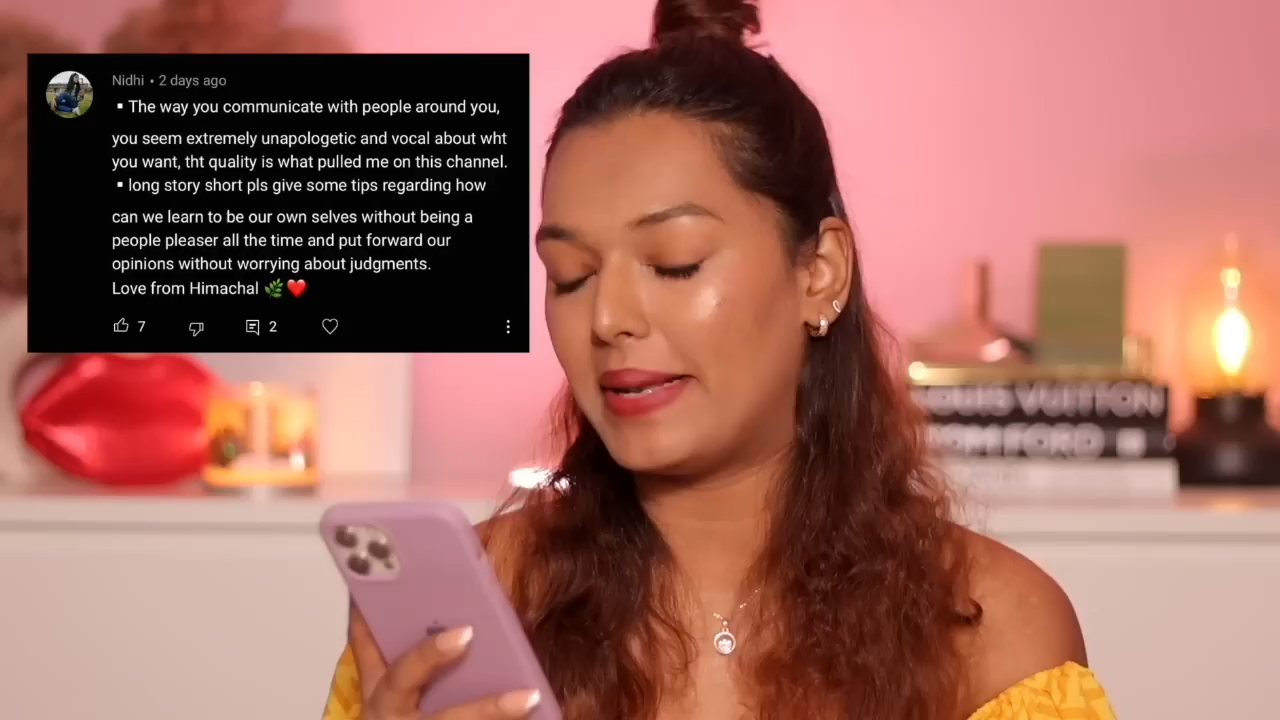 Nidhi • 2 days ago
▪ The way you communicate with people around you,
you seem extremely unapologetic and vocal about wht
you want, tht quality is what pulled me on this channel.
▪ long story short pls give some tips regarding how
can we learn to be our own selves without being a
people pleaser all the time and put forward our
opinions without worrying about judgments.
Love from Himachal 🌿❤️
7 2
LOUIS VUITTON
TOM FORD